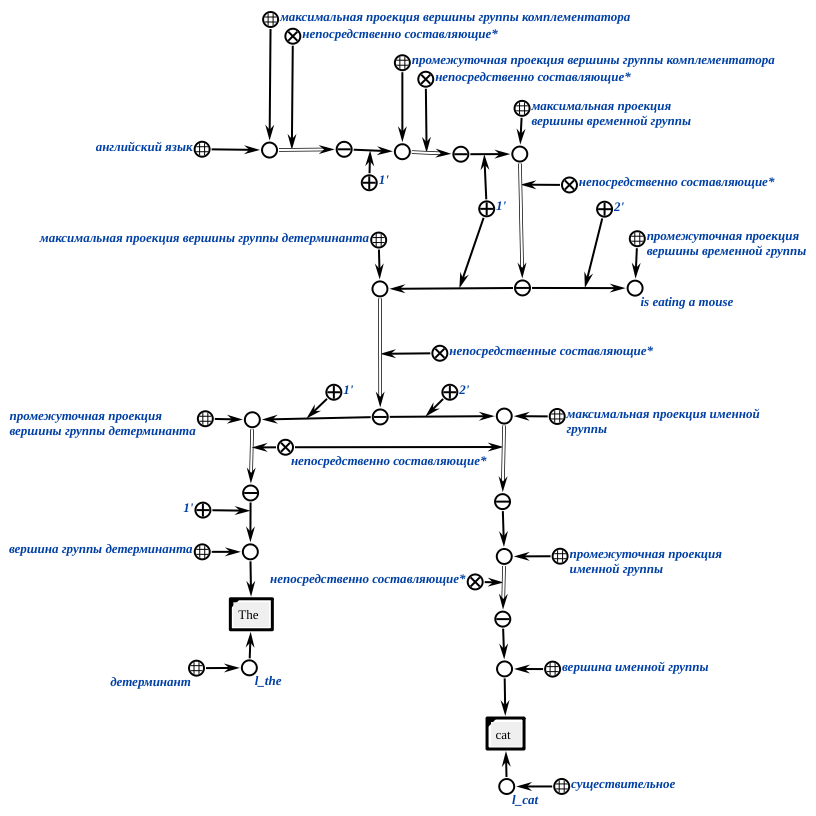 максимальная проекция вершины группы комплементатора
непосредственно составляющие*
промежуточная проекция вершины группы комплементатора
непосредственно составляющие*
максимальная проекция
вершины временной группы
английский язык
1'
непосредственно составляющие*
1'
2'
максимальная проекция вершины группы детерминанта
промежуточная проекция
вершины временной группы
is eating a mouse
непосредственные составляющие*
1'
2'
промежуточная проекция
вершины группы детерминанта
максимальная проекция именной
группы
непосредственно составляющие*
1'
вершина группы детерминанта
промежуточная проекция
именной группы
непосредственно составляющие*
The
вершина именной группы
детерминант
l_the
cat
существительное
l_cat